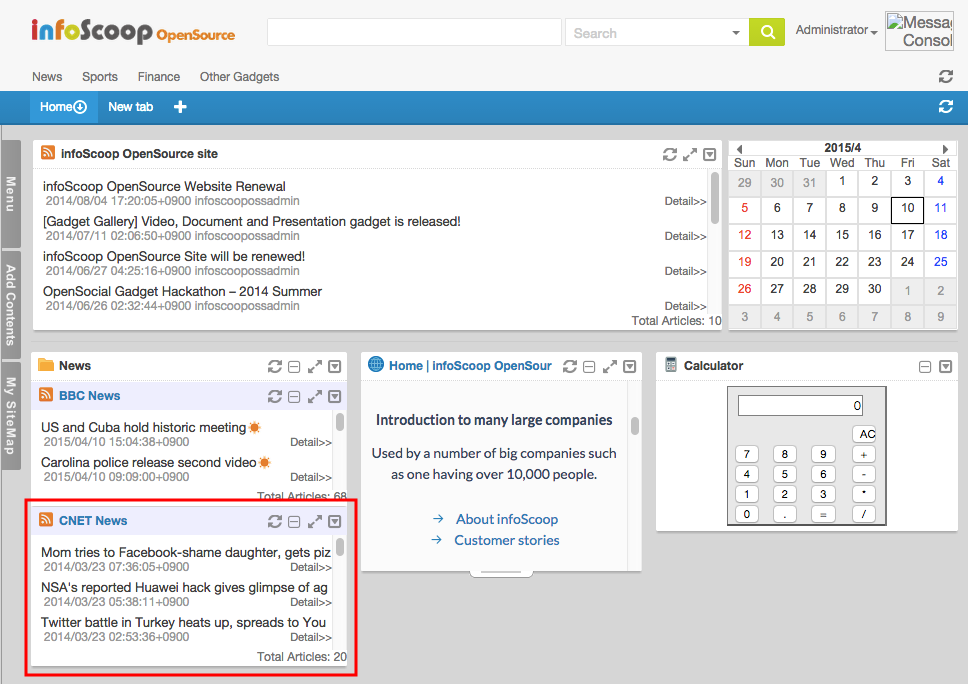 infoScoop OpenSource
Search
Administrator
Messa
Consol
News Sports Finance Other Gadgets
Home New tab
Menu
Add Contents
My SiteMap
infoScoop OpenSource site
infoScoop OpenSource Website Renewal
2014/08/04 17:20:05+0900 infoscoopossadmin Detail>>
[Gadget Gallery] Video, Document and Presentation gadget is released!
2014/07/11 02:06:50+0900 infoscoopossadmin Detail>>
infoScoop OpenSource Site will be renewed!
2014/06/27 04:25:16+0900 infoscoopossadmin Detail>>
OpenSocial Gadget Hackathon – 2014 Summer
2014/06/26 02:32:44+0900 infoscoopossadmin Detail>>
Total Articles: 10
2015/4
Sun Mon Tue Wed Thu Fri Sat
29 30 31 1 2 3 4
5 6 7 8 9 10 11
12 13 14 15 16 17 18
19 20 21 22 23 24 25
26 27 28 29 30 1 2
3 4 5 6 7 8 9
News
BBC News
US and Cuba hold historic meeting
2015/04/10 15:04:38+0900 Detail>>
Carolina police release second video
2015/04/10 09:09:00+0900 Detail>>
Total Articles: 68
CNET News
Mom tries to Facebook-shame daughter, gets piz
2014/03/23 07:36:05+0900 Detail>>
NSA's reported Huawei hack gives glimpse of ag
2014/03/23 05:38:11+0900 Detail>>
Twitter battle in Turkey heats up, spreads to You
2014/03/23 02:53:36+0900 Detail>>
Total Articles: 20
Home | infoScoop OpenSour
Introduction to many large companies
Used by a number of big companies such
as one having over 10,000 people.
→ About infoScoop
→ Customer stories
Calculator
0
AC
7 8 9 +
4 5 6 -
1 2 3 *
0 . = /